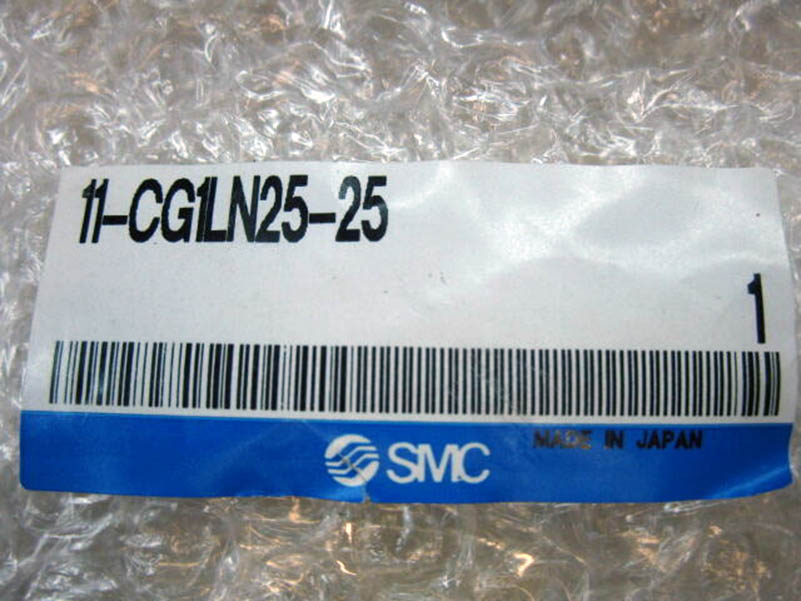 11-CG1LN25-25
1
MADE IN JAPAN
SMC